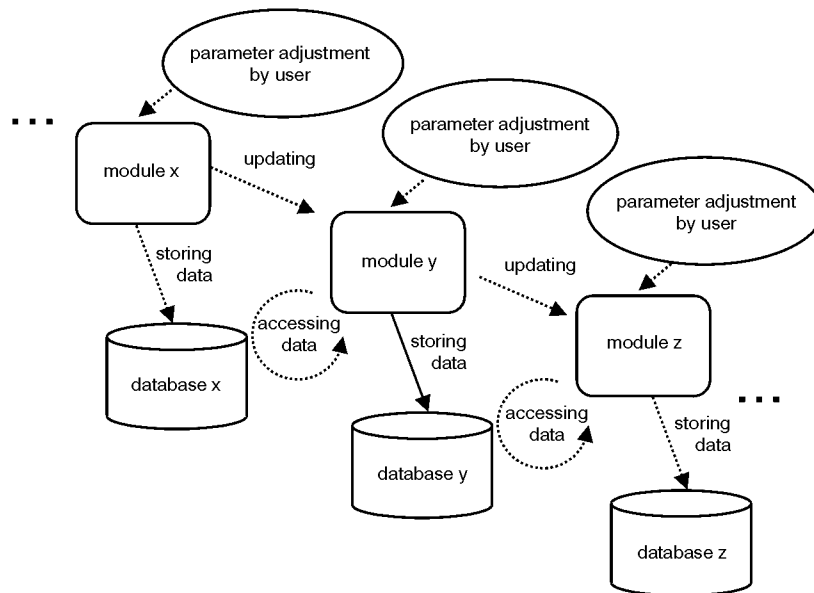 parameter adjustment
by user
...
parameter adjustment
by user
module x
updating
parameter adjustment
by user
storing
data
module y
updating
accessing
data
storing
data
module z
database x
...
accessing
data
storing
data
database y
database z